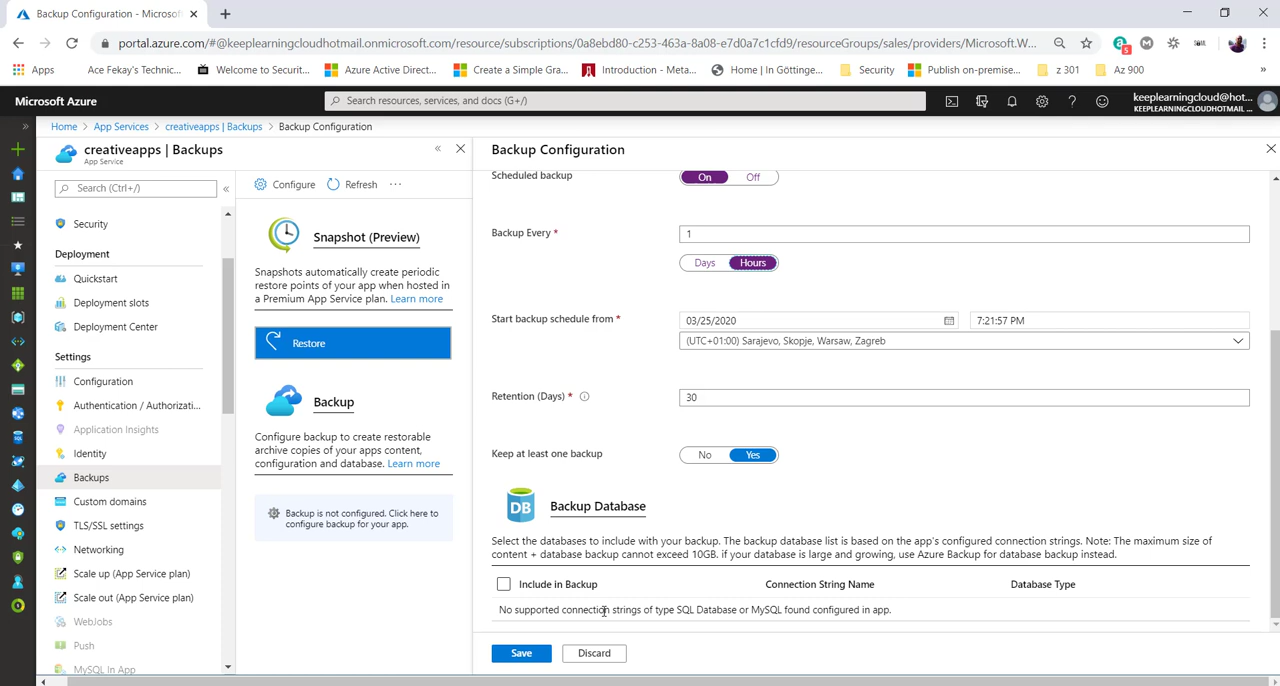 Backup Configuration - Microsof
portal.azure.com/#@keeplearningcloudhotmail.onmicrosoft.com/resource/subscriptions/0a8ebd80-c253-463a-8a08-e7d0a7c1cfd9/resourceGroups/sales/providers/Microsoft.W...
5
Apps Ace Fekay's Technic... Welcome to Securit... Azure Active Direct... Create a Simple Gra... Introduction - Meta... Home | In Göttinge... Security Publish on-premise... z 301 Az 900
Microsoft Azure
Search resources, services, and docs (G+/)
keeplearningcloud@hot...
KEEPLEARNINGCLOUDHOTMAIL ...
Home > App Services > creativeapps | Backups > Backup Configuration
creativeapps | Backups
App Service
Search (Ctrl+/)
Security
Deployment
Quickstart
Deployment slots
Deployment Center
Settings
Configuration
Authentication / Authorizati...
Application Insights
Identity
Backups
Custom domains
TLS/SSL settings
Networking
Scale up (App Service plan)
Scale out (App Service plan)
WebJobs
Push
MySQL In App
Configure Refresh ...
Snapshot (Preview)
Snapshots automatically create periodic
restore points of your app when hosted in
a Premium App Service plan. Learn more
Restore
Backup
Configure backup to create restorable
archive copies of your apps content,
configuration and database. Learn more
Backup is not configured. Click here to
configure backup for your app.
Backup Configuration
Scheduled backup
On Off
Backup Every *
1
Days Hours
Start backup schedule from *
03/25/2020
7:21:57 PM
(UTC+01:00) Sarajevo, Skopje, Warsaw, Zagreb
Retention (Days) *
30
Keep at least one backup
No Yes
DB
Backup Database
Select the databases to include with your backup. The backup database list is based on the app's configured connection strings. Note: The maximum size of
content + database backup cannot exceed 10GB. if your database is large and growing, use Azure Backup for database backup instead.
Include in Backup Connection String Name Database Type
No supported connection strings of type SQL Database or MySQL found configured in app.
Save Discard